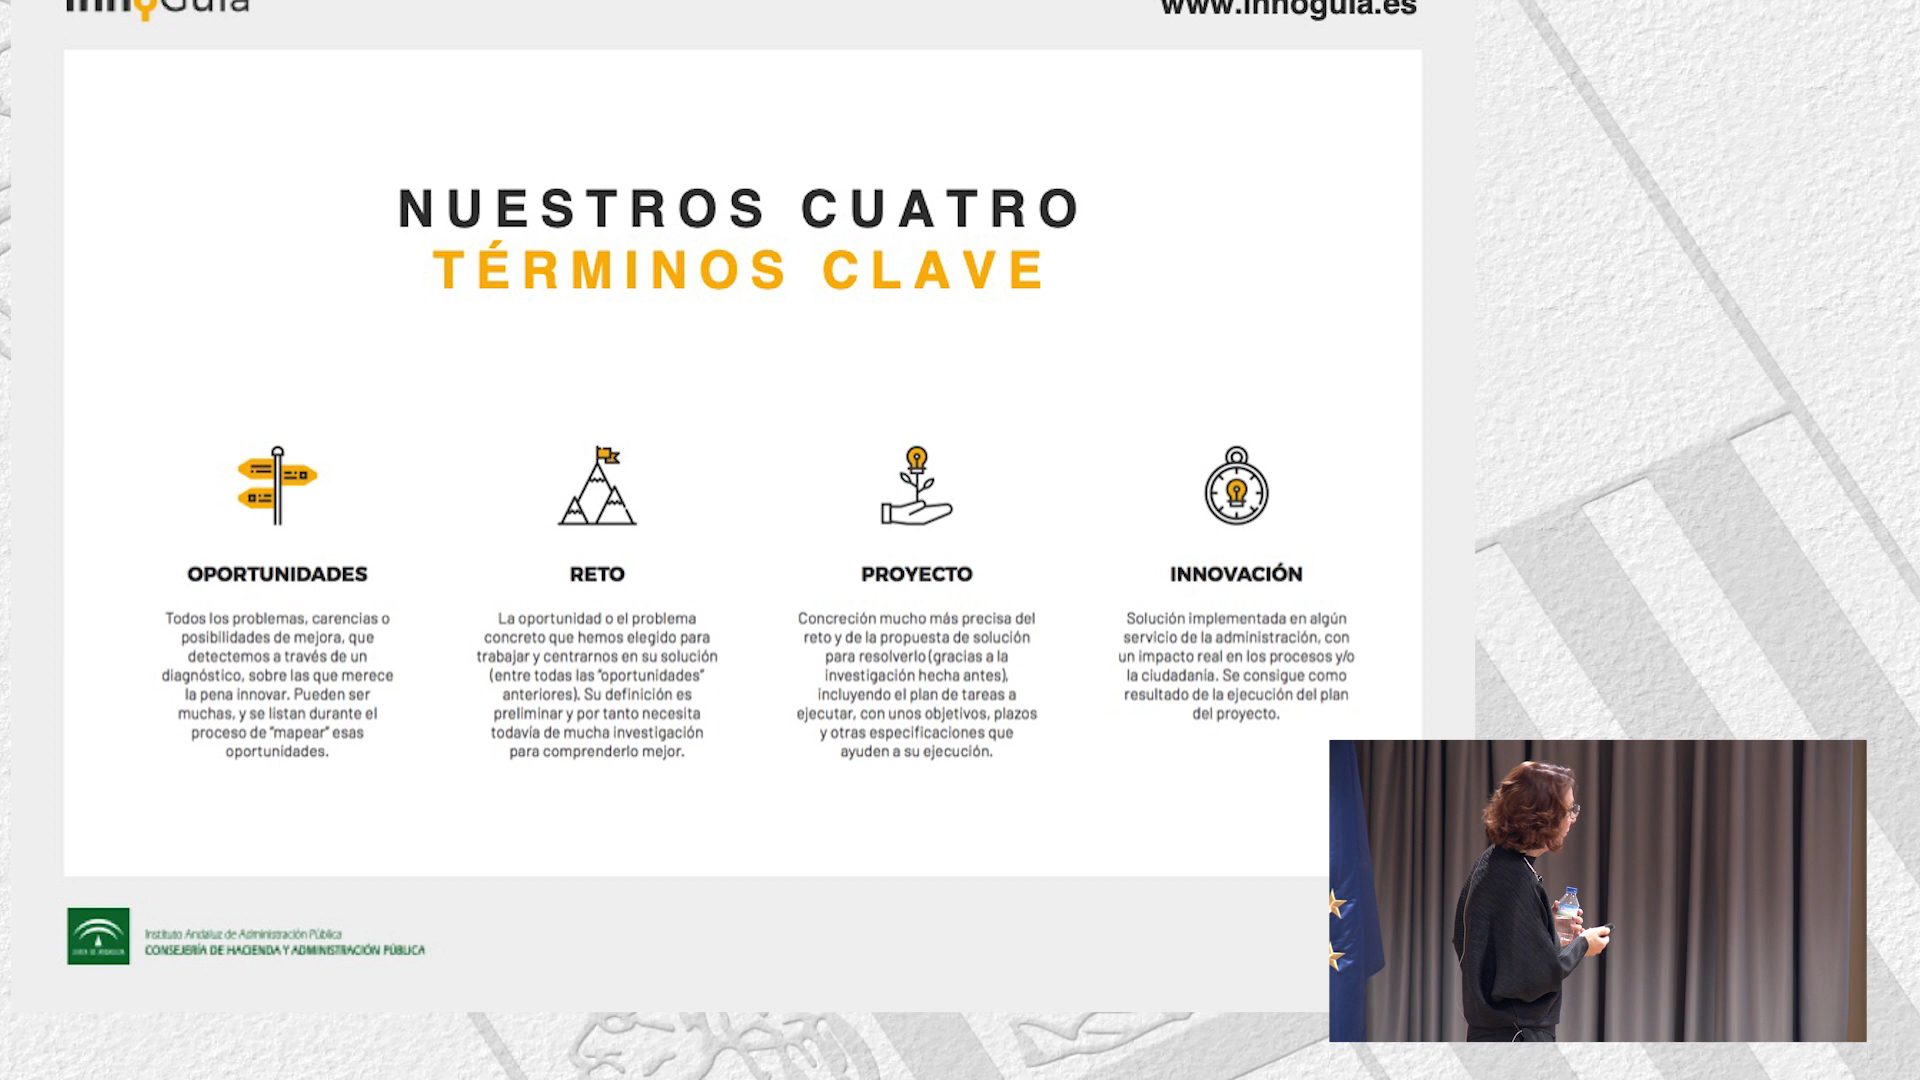 InnoGuía
www.innoguia.es
NUESTROS CUATRO
TÉRMINOS CLAVE
OPORTUNIDADES
Todos los problemas, carencias o
posibilidades de mejora, que
detectemos a través de un
diagnóstico, sobre las que merece
la pena innovar. Pueden ser
muchas, y se listan durante el
proceso de "mapear" esas
oportunidades.
RETO
La oportunidad o el problema
concreto que hemos elegido para
trabajar y centrarnos en su solución
(entre todas las "oportunidades"
anteriores). Su definición es
preliminar y por tanto necesita
todavía de mucha investigación
para comprenderlo mejor.
PROYECTO
Concreción mucho más precisa del
reto y de la propuesta de solución
para resolverlo (gracias a la
investigación hecha antes),
incluyendo el plan de tareas a
ejecutar, con unos objetivos, plazos
y otras especificaciones que
ayuden a su ejecución.
INNOVACIÓN
Solución implementada en algún
servicio de la administración, con
un impacto real en los procesos y/o
la ciudadanía. Se consigue como
resultado de la ejecución del plan
del proyecto.
JUNTA DE ANDALUCIA
Instituto Andaluz de Administración Pública
CONSEJERÍA DE HACIENDA Y ADMINISTRACIÓN PÚBLICA